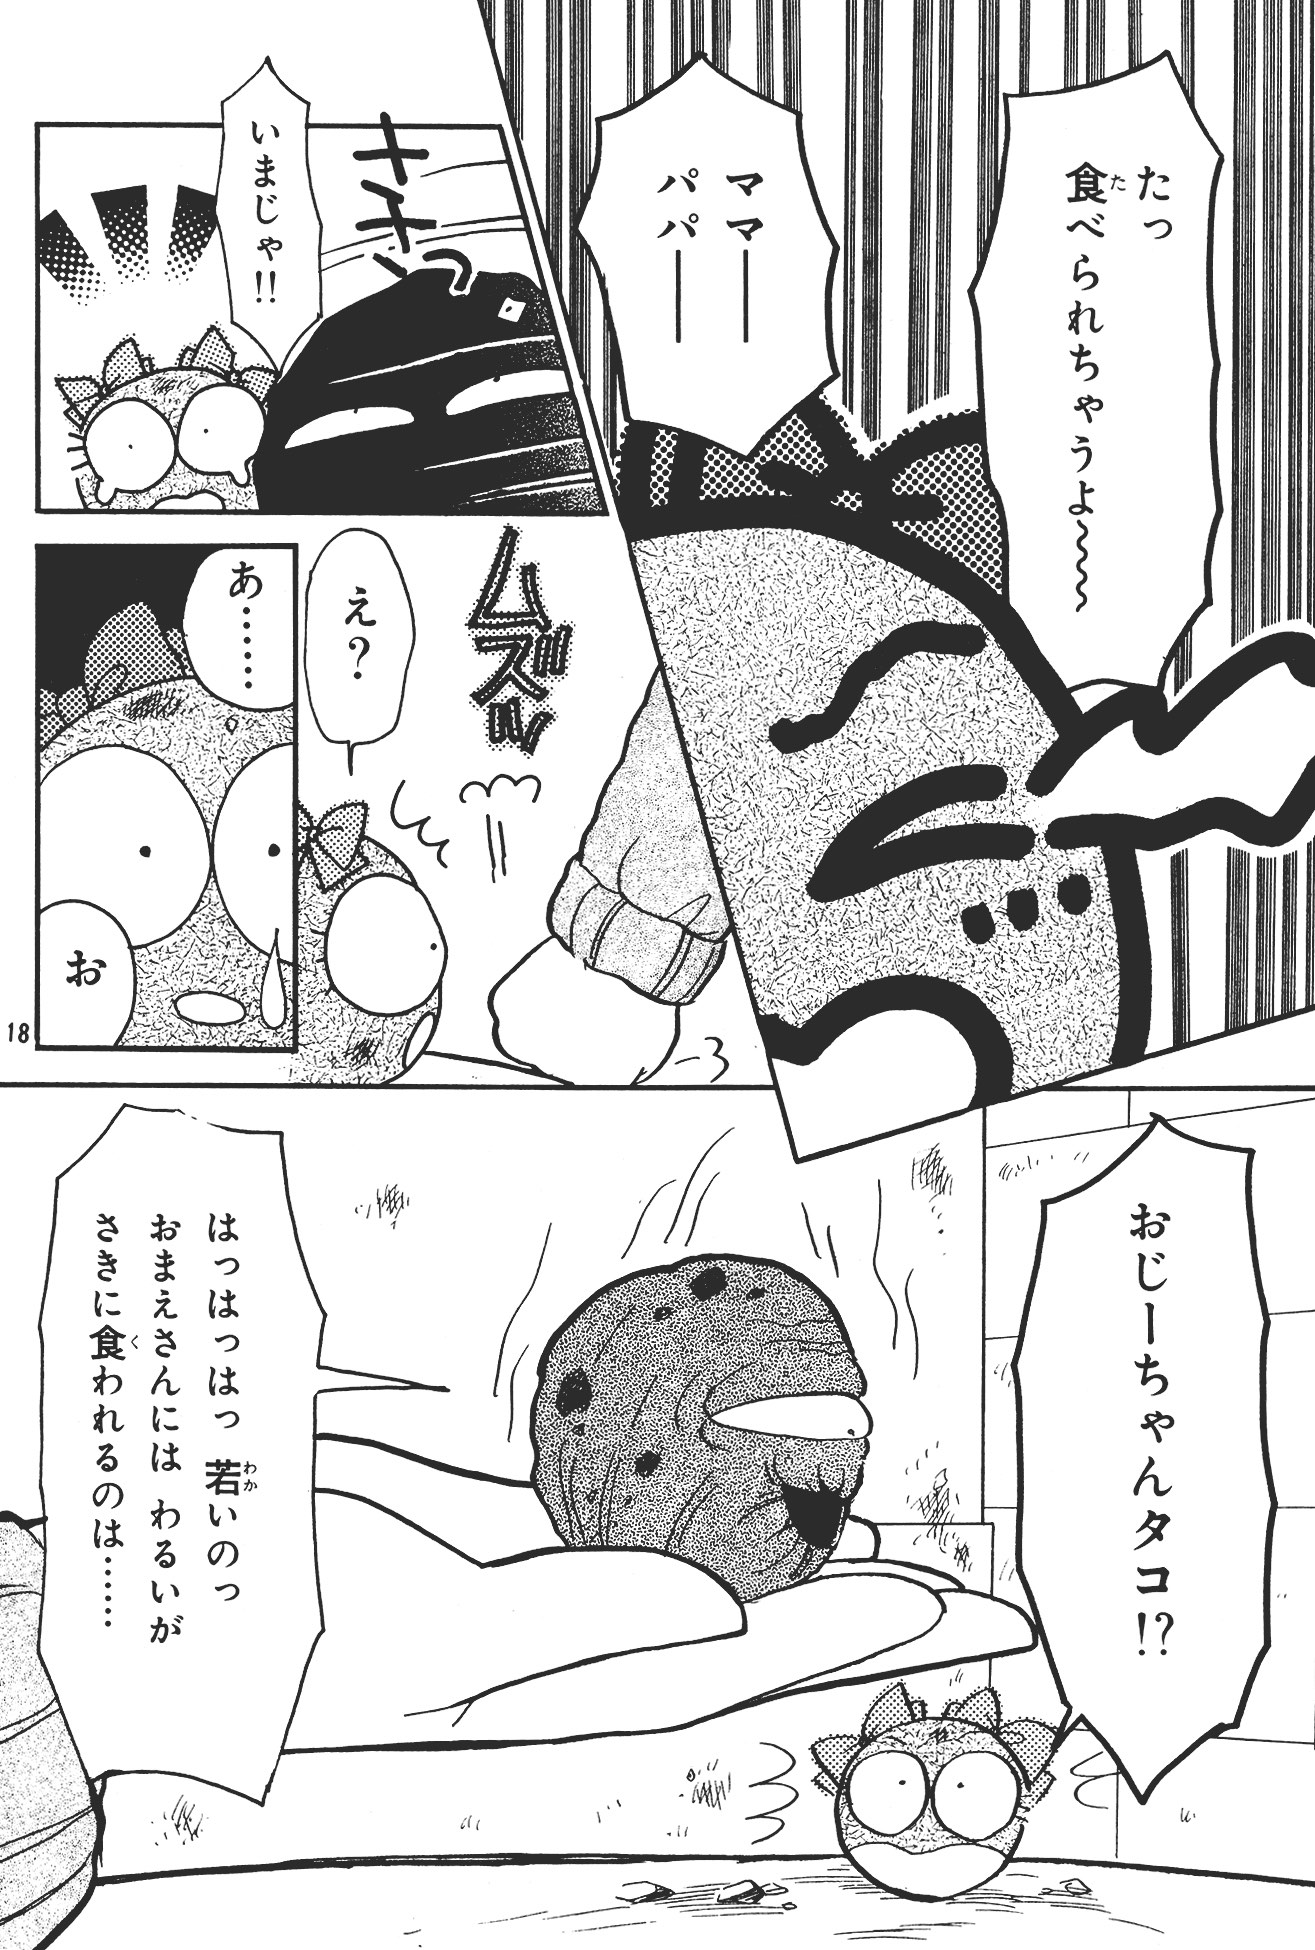 たっ
食べられちゃうよ〜〜〜
ママ——
パパ——
いまじゃ!!
キキッ
ムズッ
え?
あ……
お
18
おじーちゃんタコ!?
はっはっはっ 若いのっ
おまえさんには わるいが
さきに食われるのは……